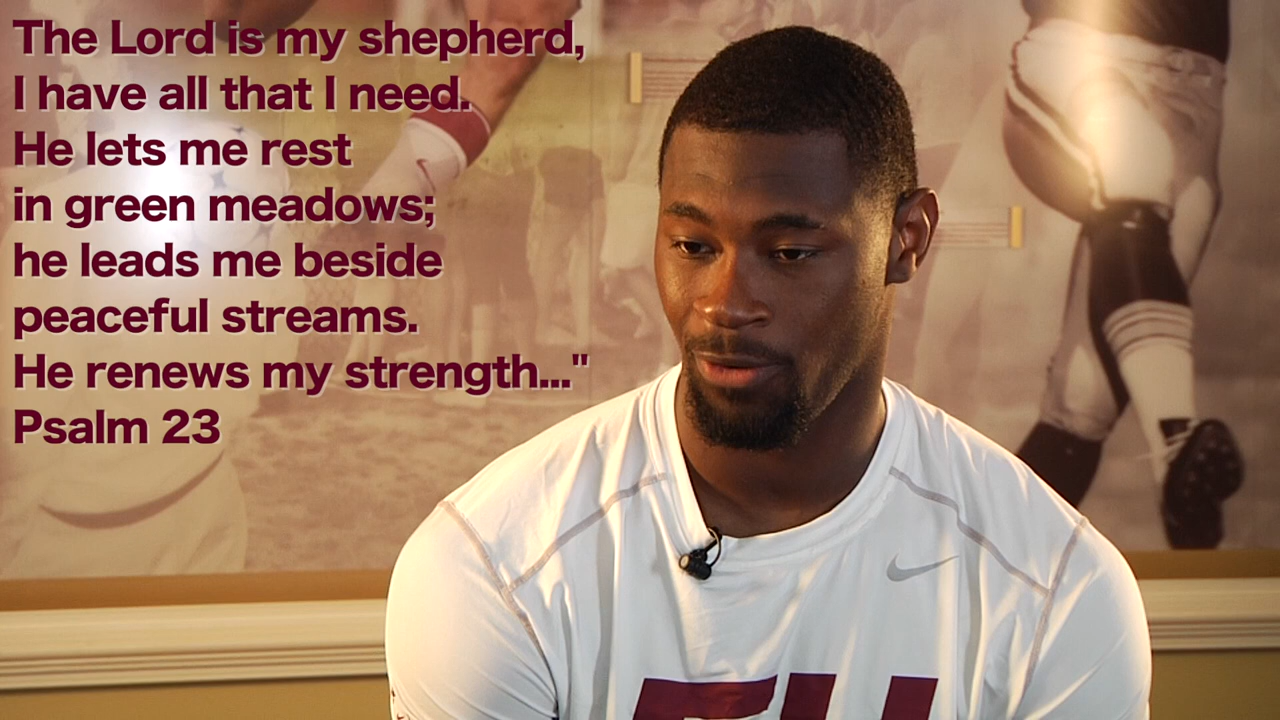 The Lord is my shepherd,
I have all that I need.
He lets me rest
in green meadows;
he leads me beside
peaceful streams.
He renews my strength..."
Psalm 23